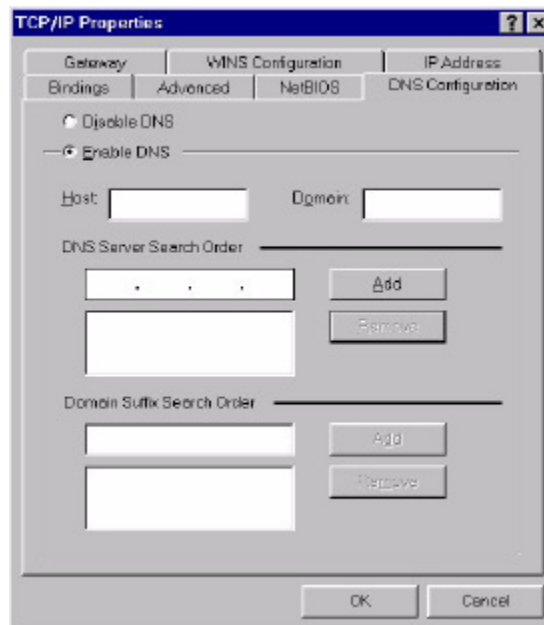 TCP/IP Properties
Gateway WINS Configuration IP Address
Bindings Advanced NetBIOS DNS Configuration
Disable DNS
Enable DNS
Host: Domain:
DNS Server Search Order
. . . Add
Remove
Domain Suffix Search Order
Add
Remove
OK Cancel